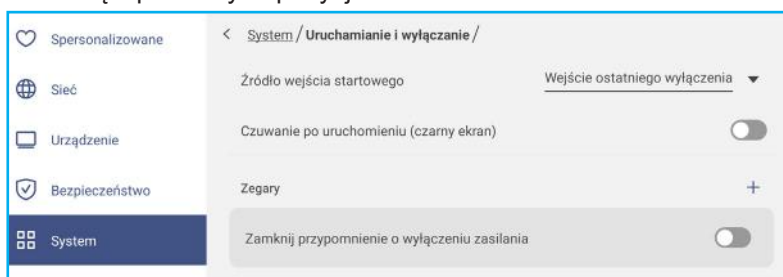 Spersonalizowane
Sieć
Urządzenie
Bezpieczeństwo
System
System / Uruchamianie i wyłączanie /
Źródło wejścia startowego Wejście ostatniego wyłączenia
Czuwanie po uruchomieniu (czarny ekran)
Zegary +
Zamknij przypomnienie o wyłączeniu zasilania